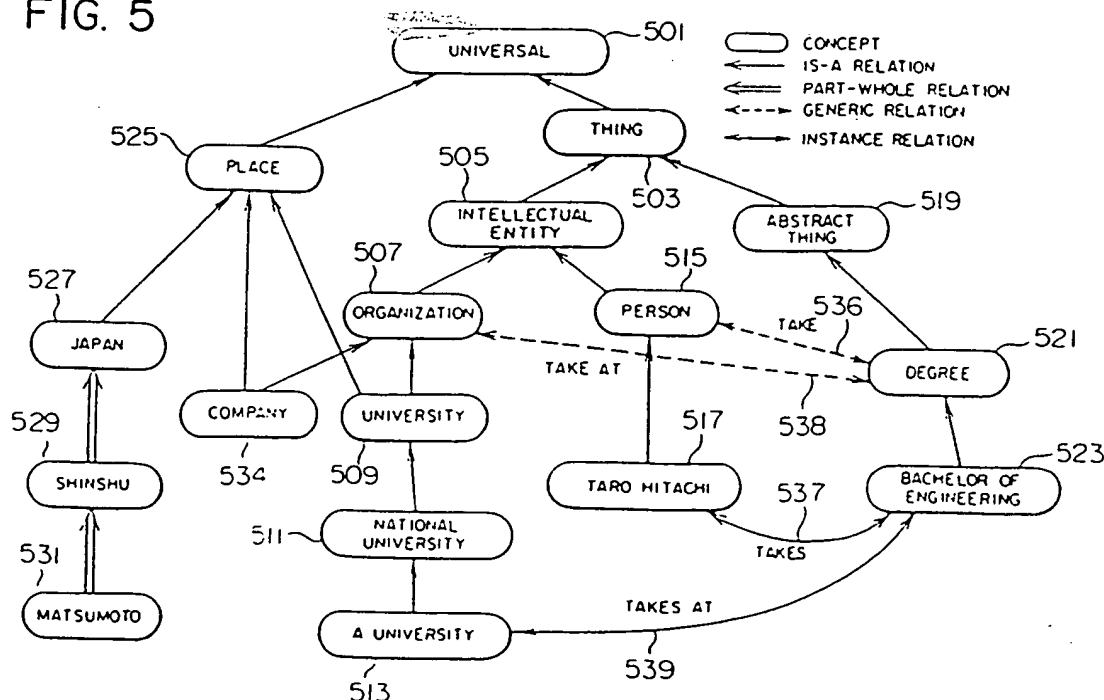 FIG. 5
UNIVERSAL
501
CONCEPT
IS-A RELATION
PART-WHOLE RELATION
GENERIC RELATION
INSTANCE RELATION
525
PLACE
THING
503
505
INTELLECTUAL
ENTITY
519
ABSTRACT
THING
507
ORGANIZATION
515
PERSON
527
JAPAN
TAKE
536
TAKE AT
538
521
DEGREE
COMPANY
534
UNIVERSITY
509
529
SHINSHU
517
TARO HITACHI
523
BACHELOR OF
ENGINEERING
537
TAKES
511
NATIONAL
UNIVERSITY
531
MATSUMOTO
A UNIVERSITY
513
TAKES AT
539